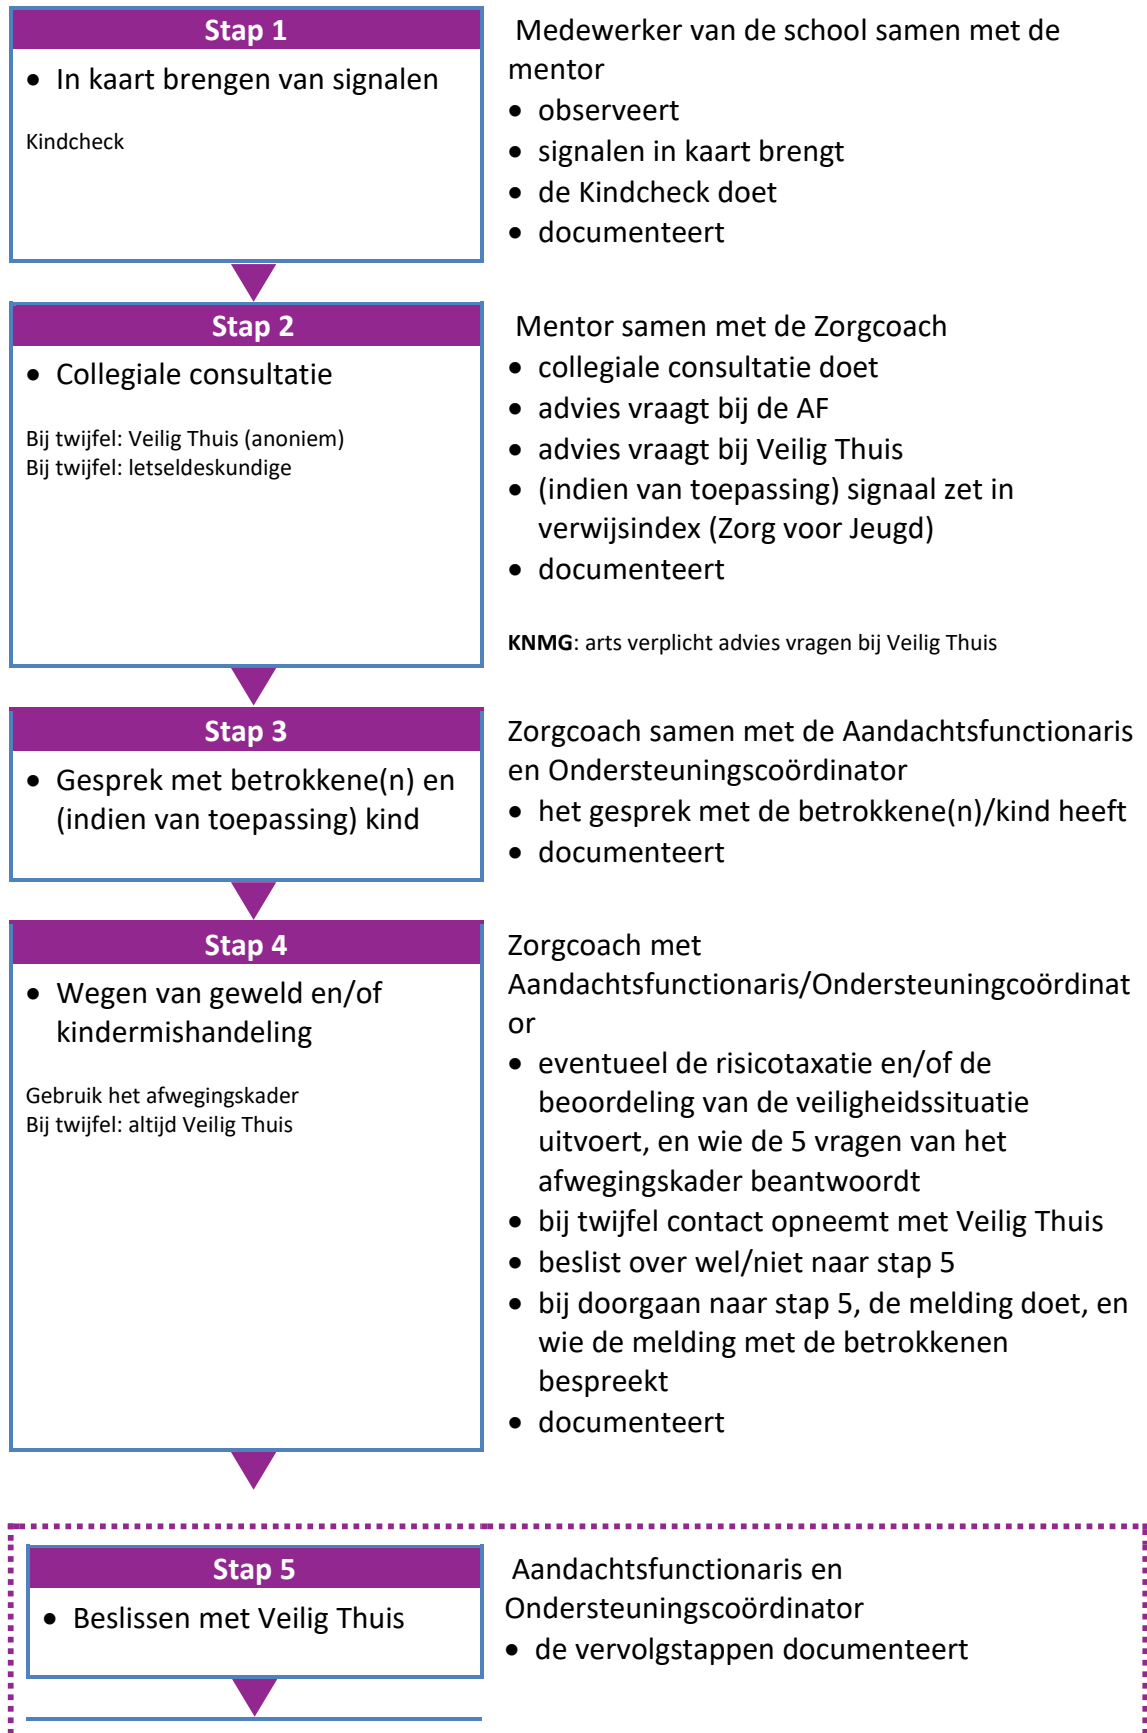 Stap 1
• In kaart brengen van signalen
Kindcheck
Medewerker van de school samen met de
mentor
• observeert
• signalen in kaart brengt
• de Kindcheck doet
• documenteert
Stap 2
• Collegiale consultatie
Bij twijfel: Veilig Thuis (anoniem)
Bij twijfel: letseldeskundige
Mentor samen met de Zorgcoach
• collegiale consultatie doet
• advies vraagt bij de AF
• advies vraagt bij Veilig Thuis
• (indien van toepassing) signaal zet in
verwijsindex (Zorg voor Jeugd)
• documenteert
KNMG: arts verplicht advies vragen bij Veilig Thuis
Stap 3
• Gesprek met betrokkene(n) en
(indien van toepassing) kind
Zorgcoach samen met de Aandachtsfunctionaris
en Ondersteuningscoördinator
• het gesprek met de betrokkene(n)/kind heeft
• documenteert
Stap 4
• Wegen van geweld en/of
kindermishandeling
Gebruik het afwegingskader
Bij twijfel: altijd Veilig Thuis
Zorgcoach met
Aandachtsfunctionaris/Ondersteuningcoördinat
or
• eventueel de risicotaxatie en/of de
beoordeling van de veiligheidssituatie
uitvoert, en wie de 5 vragen van het
afwegingskader beantwoordt
• bij twijfel contact opneemt met Veilig Thuis
• beslist over wel/niet naar stap 5
• bij doorgaan naar stap 5, de melding doet, en
wie de melding met de betrokkenen
bespreekt
• documenteert
Stap 5
• Beslissen met Veilig Thuis
Aandachtsfunctionaris en
Ondersteuningscoördinator
• de vervolgstappen documenteert